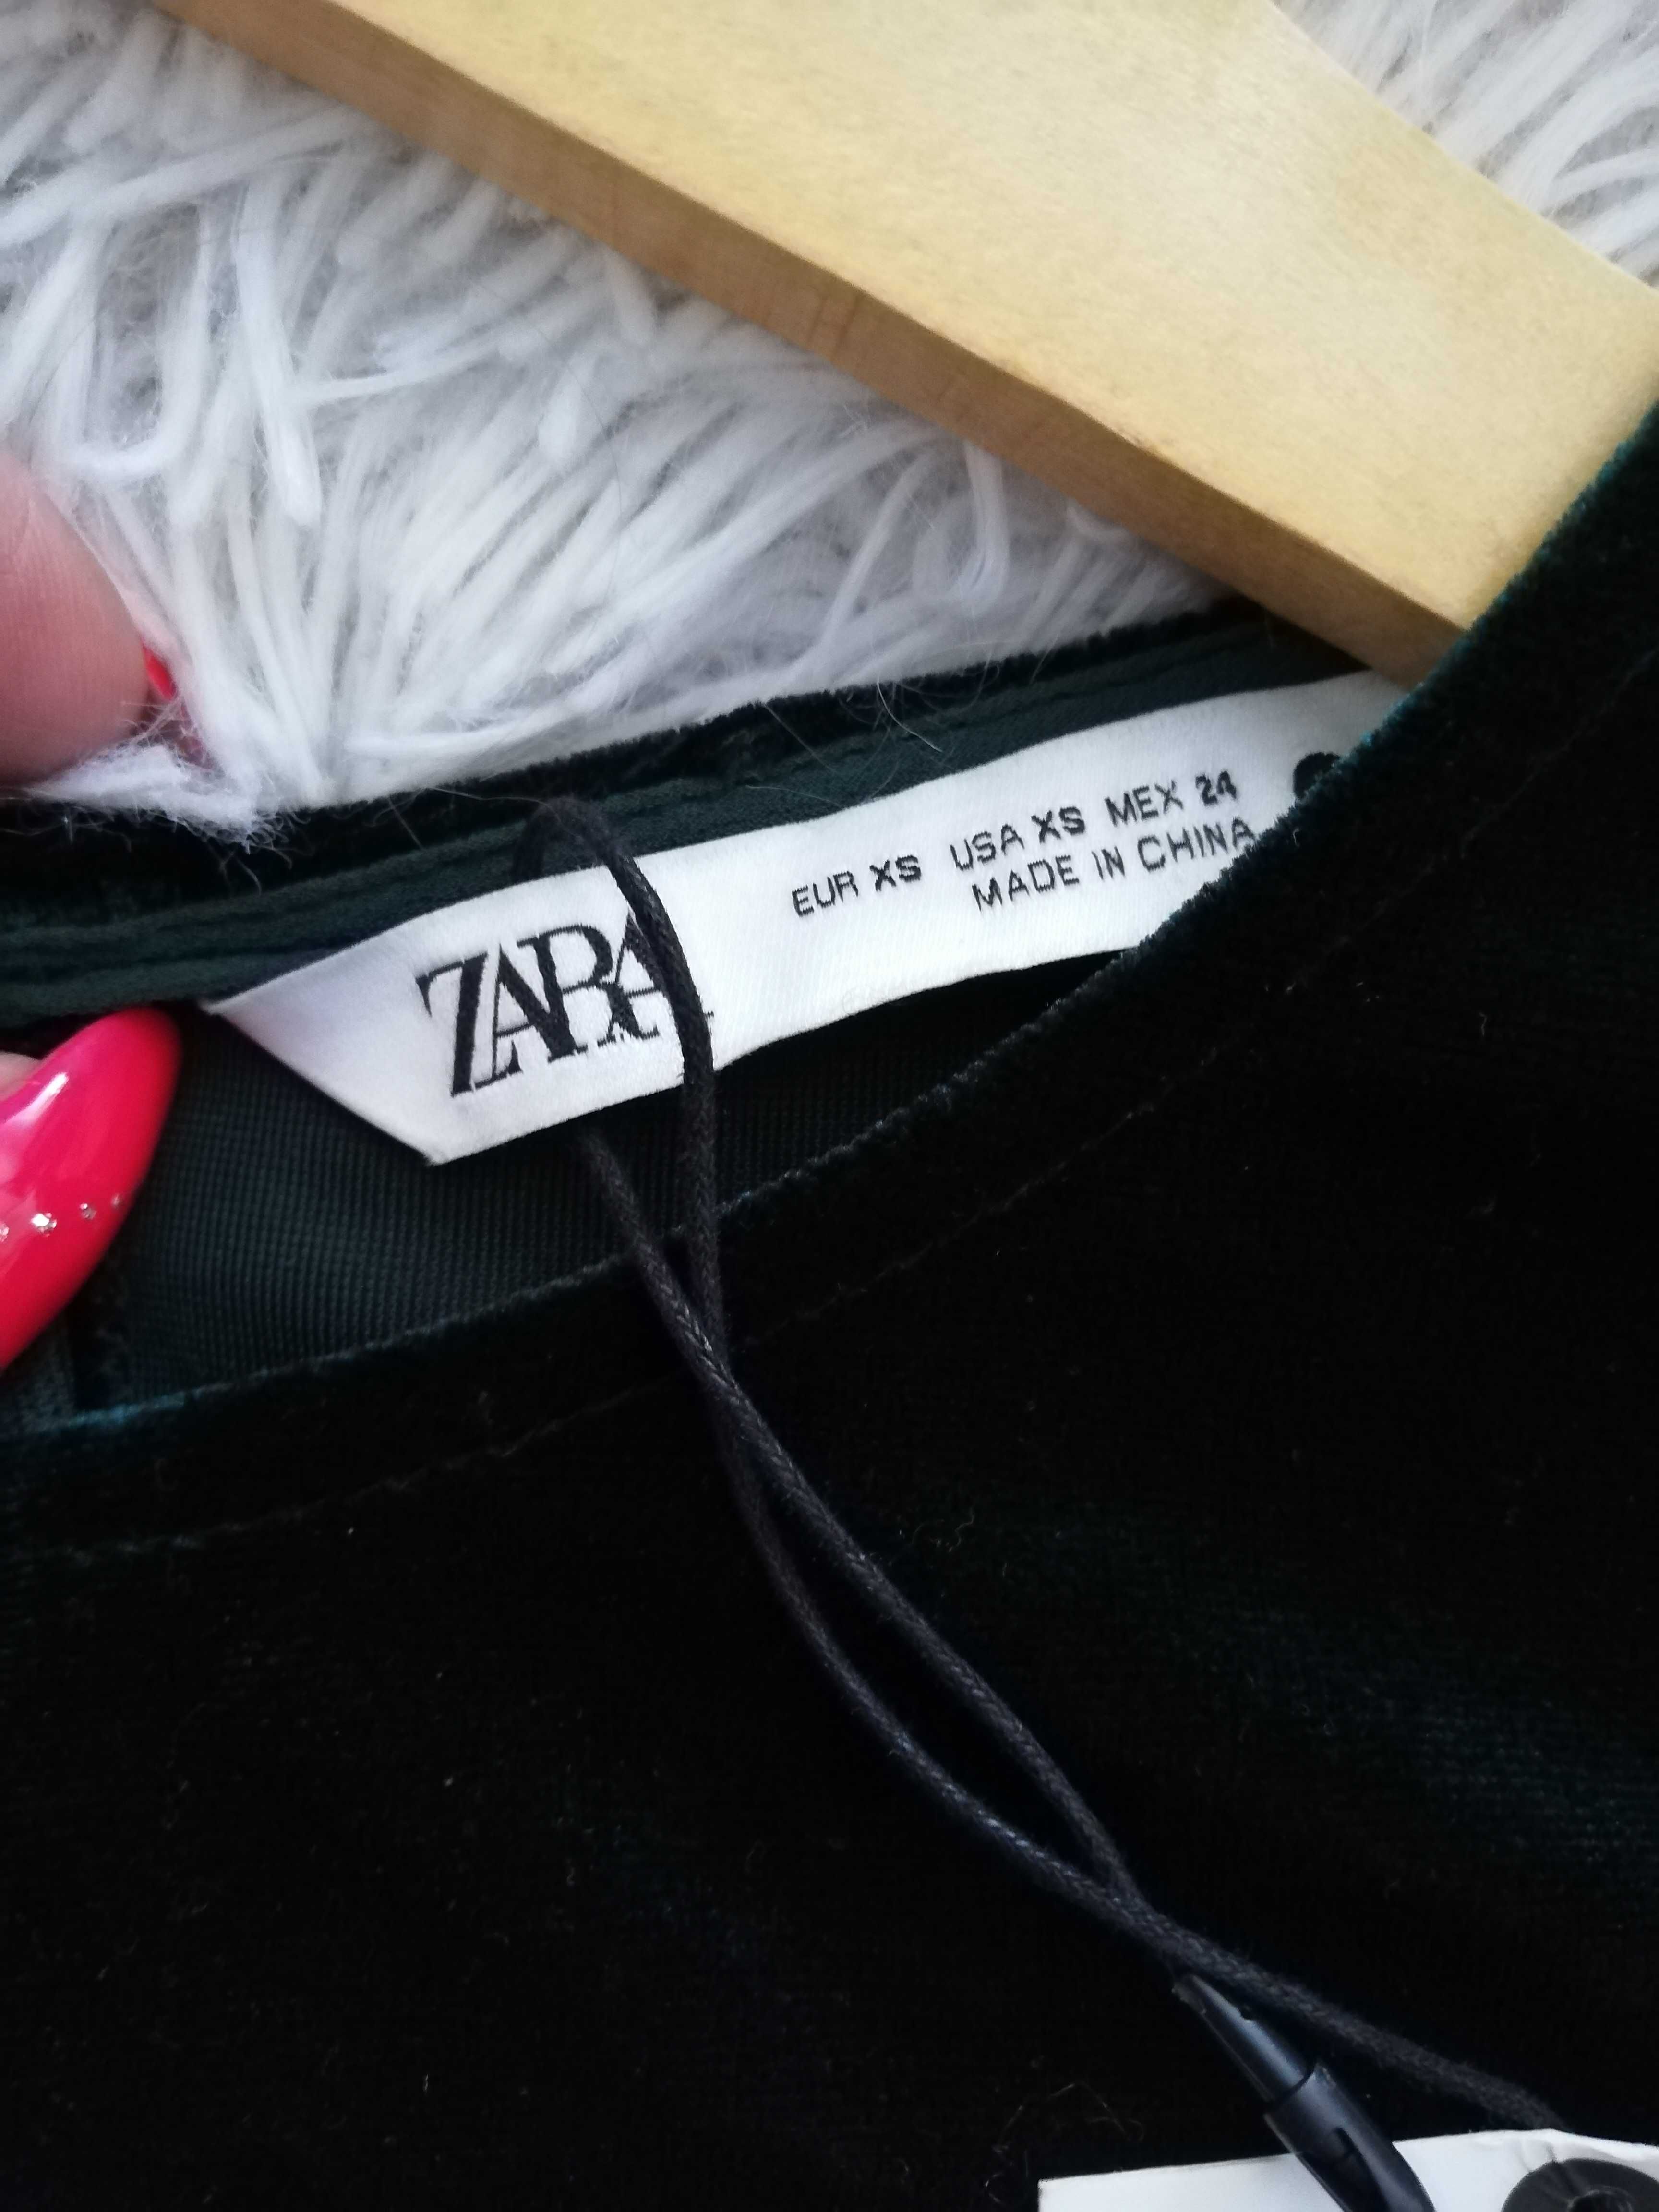 ZARA
EUR XS USA XS MEX 24
MADE IN CHINA